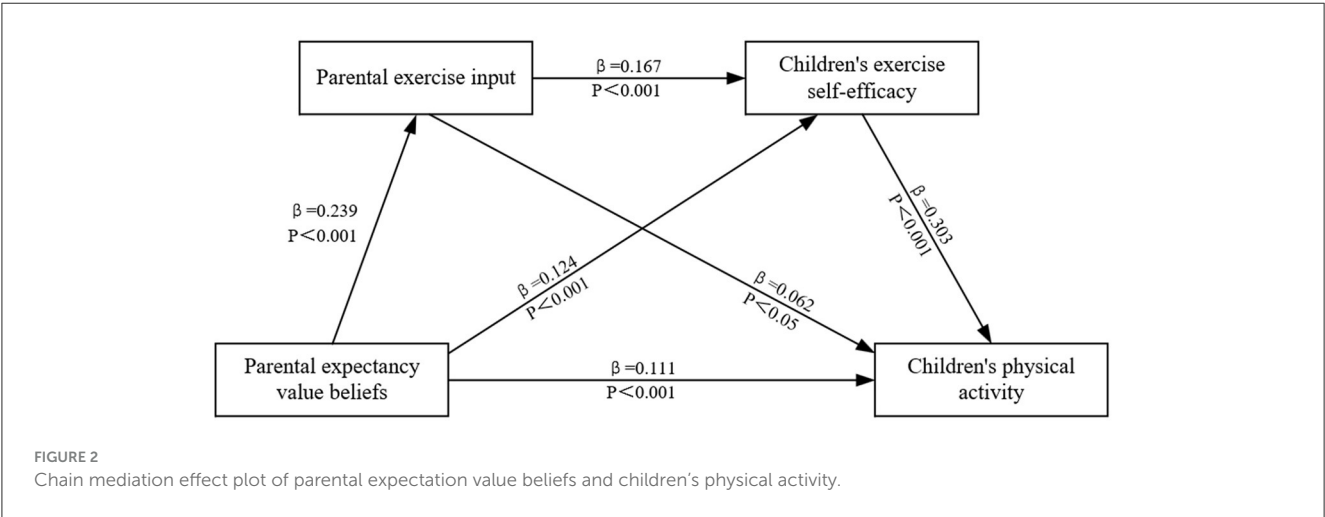 Parental exercise input
β=0.167
P<0.001
Children's exercise
self-efficacy
β=0.239
P<0.001
β=0.303
P<0.001
β=0.124
P<0.001
β=0.062
P<0.05
Parental expectancy
value beliefs
β=0.111
P<0.001
Children's physical
activity
FIGURE 2
Chain mediation effect plot of parental expectation value beliefs and children's physical activity.